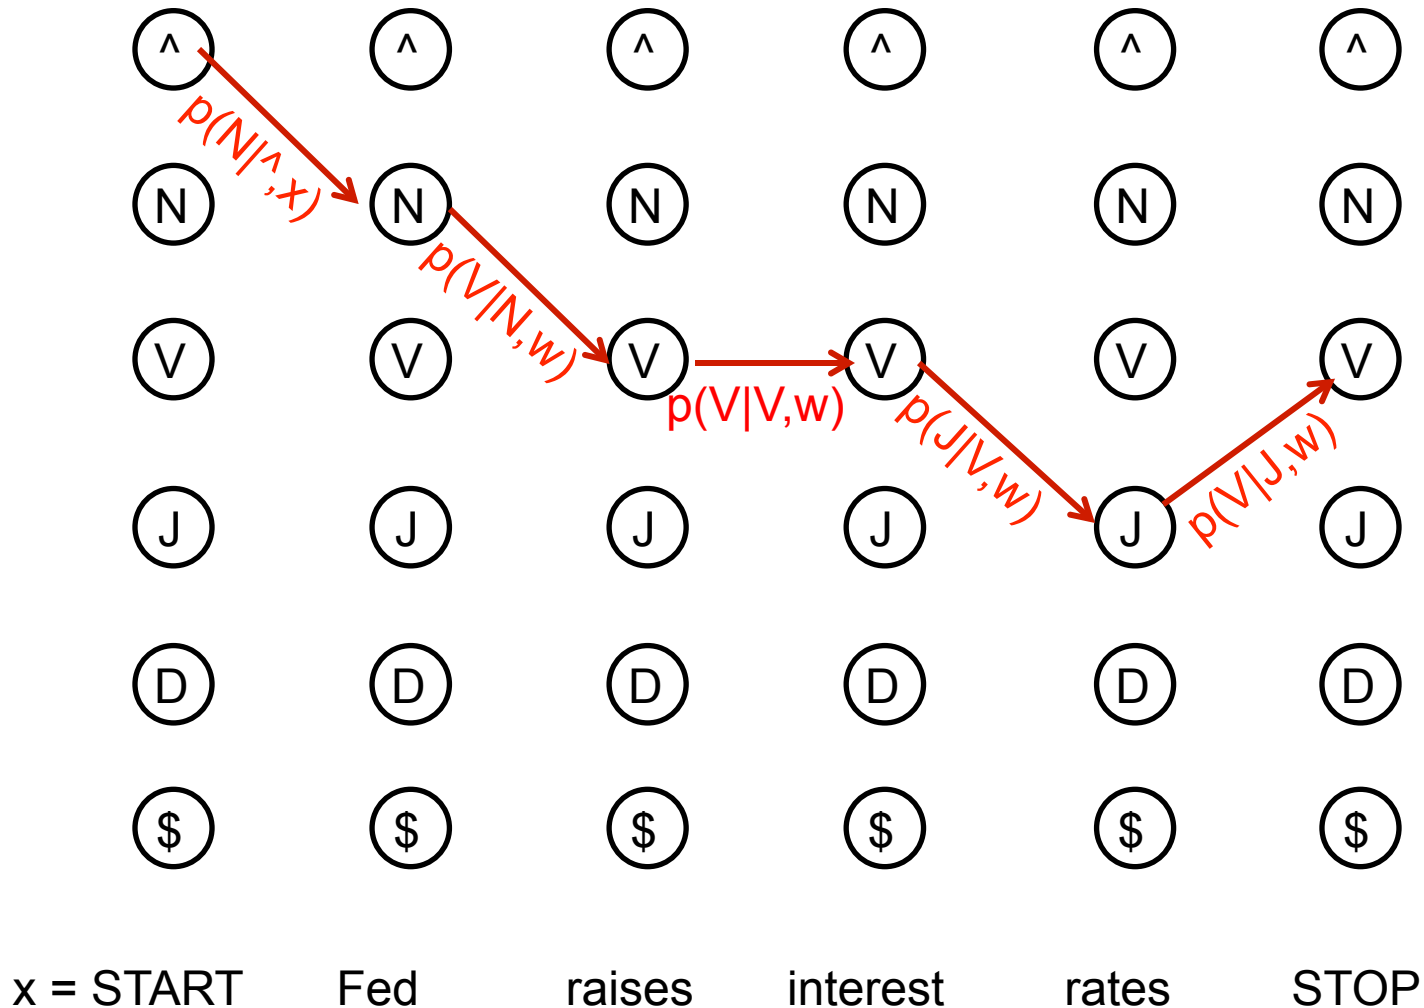 ^ ^ ^ ^ ^ ^
p(N|^,x)
N N N N N N
p(V|N,w)
V V V V V V
p(V|V,w)
p(J|V,w)
p(V|J,w)
J J J J J J
D D D D D D
$ $ $ $ $ $
x = START Fed raises interest rates STOP